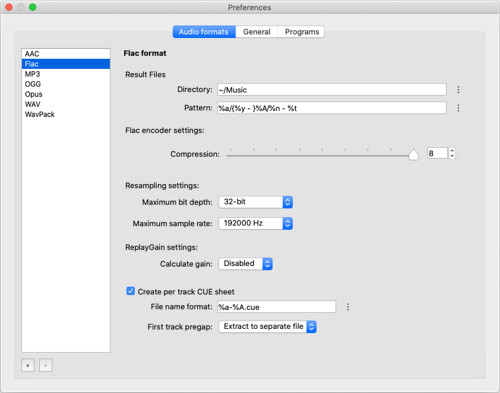 Preferences
Audio formats General Programs
AAC
Flac
MP3
OGG
Opus
WAV
WavPack
Flac format
Result Files
Directory: ~/Music
Pattern: %a/{%y - }%A/%n - %t
Flac encoder settings:
Compression: 8
Resampling settings:
Maximum bit depth: 32-bit
Maximum sample rate: 192000 Hz
ReplayGain settings:
Calculate gain: Disabled
Create per track CUE sheet
File name format: %a-%A.cue
First track pregap: Extract to separate file
+ -